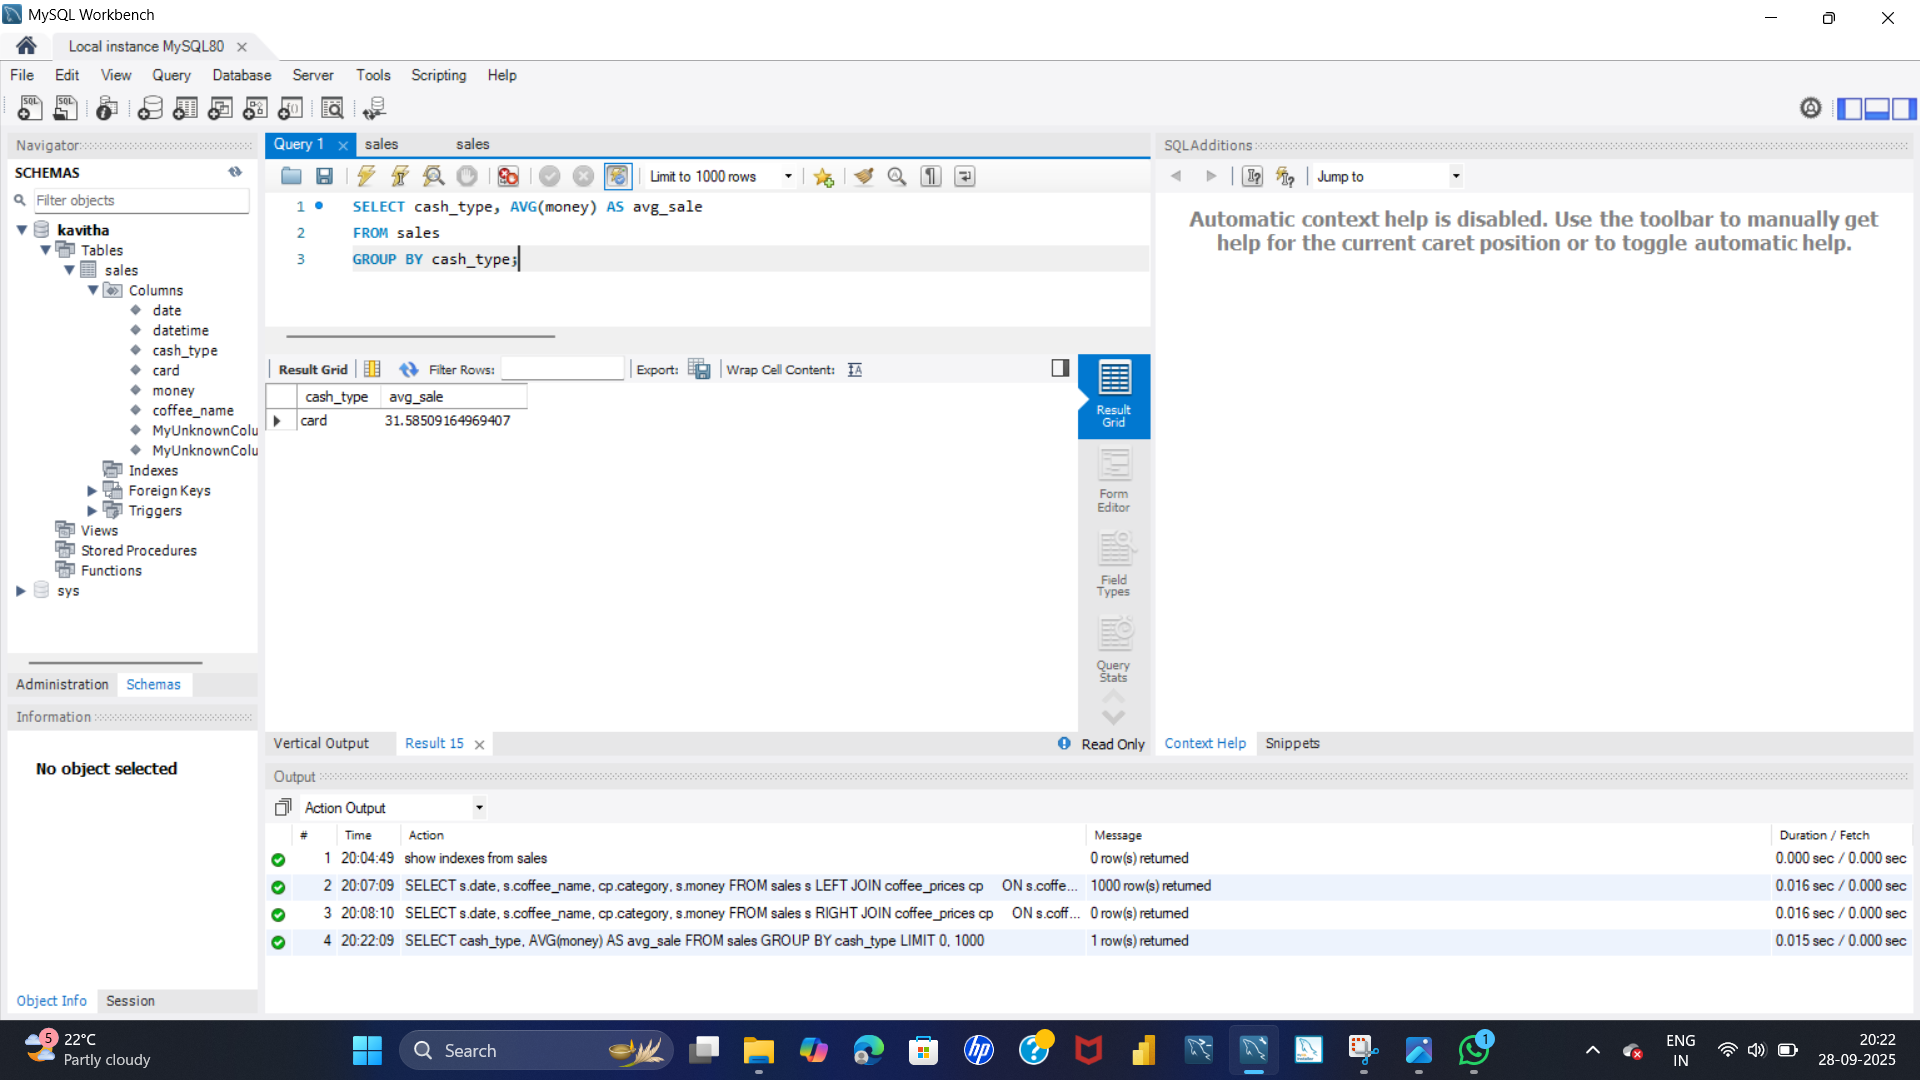 MySQL Workbench
Local instance MySQL80
File Edit View Query Database Server Tools Scripting Help
Navigator
SCHEMAS
Filter objects
kavitha
Tables
sales
Columns
date
datetime
cash_type
card
money
coffee_name
MyUnknownColu
MyUnknownColu
Indexes
Foreign Keys
Triggers
Views
Stored Procedures
Functions
sys
Administration Schemas
Information
No object selected
Object Info Session
Query 1 sales sales
Limit to 1000 rows
1 SELECT cash_type, AVG(money) AS avg_sale
2 FROM sales
3 GROUP BY cash_type;
Result Grid Filter Rows: Export: Wrap Cell Content:
cash_type avg_sale
card 31.58509164969407
Result Grid
Form Editor
Field Types
Query Stats
Vertical Output Result 15 Read Only
SQLAdditions
Jump to
Automatic context help is disabled. Use the toolbar to manually get
help for the current caret position or to toggle automatic help.
Context Help Snippets
Output
Action Output
# Time Action Message Duration / Fetch
1 20:04:49 show indexes from sales 0 row(s) returned 0.000 sec / 0.000 sec
2 20:07:09 SELECT s.date, s.coffee_name, cp.category, s.money FROM sales s LEFT JOIN coffee_prices cp ON s.coffe... 1000 row(s) returned 0.016 sec / 0.000 sec
3 20:08:10 SELECT s.date, s.coffee_name, cp.category, s.money FROM sales s RIGHT JOIN coffee_prices cp ON s.coff... 0 row(s) returned 0.016 sec / 0.000 sec
4 20:22:09 SELECT cash_type, AVG(money) AS avg_sale FROM sales GROUP BY cash_type LIMIT 0, 1000 1 row(s) returned 0.015 sec / 0.000 sec
5 22°C
Partly cloudy
Search
hp
1
ENG
IN
20:22
28-09-2025